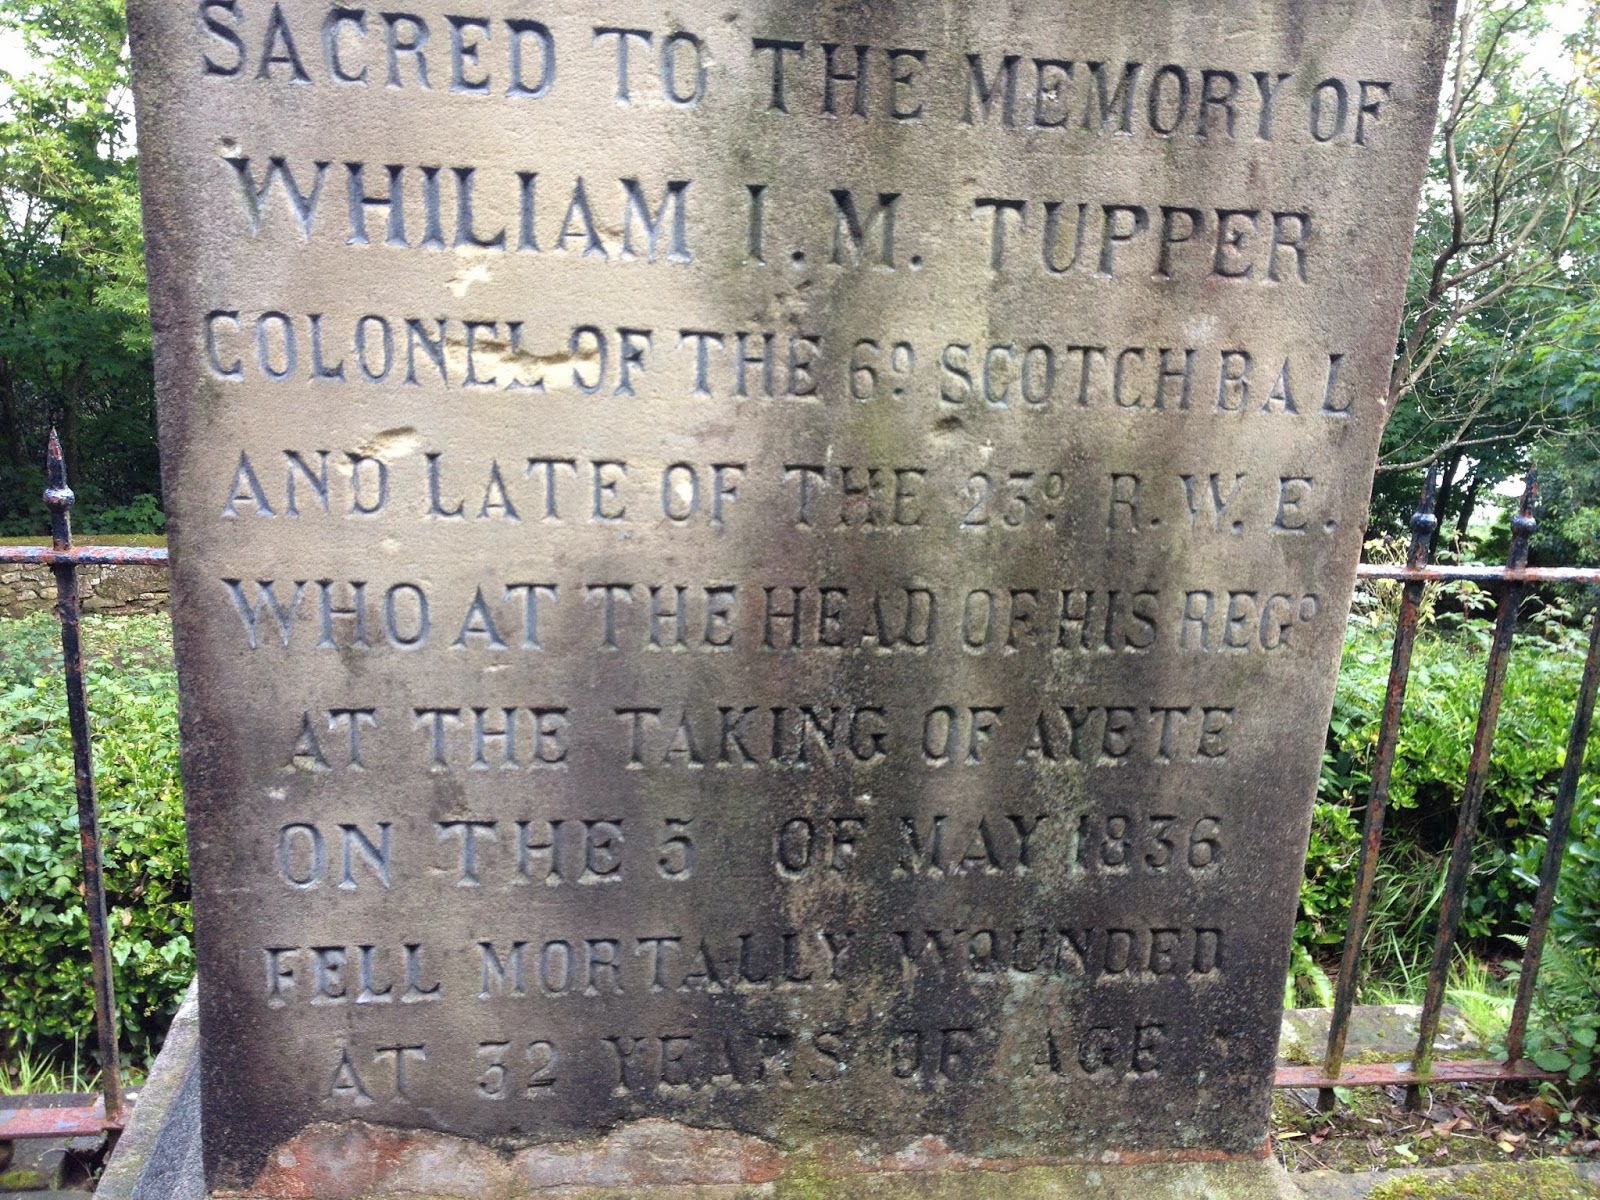 SACRED TO THE MEMORY OF
WHILIAM I. M. TUPPER
COLONEL OF THE 6º SCOTCH BAL
AND LATE OF THE 23º R. W. E.
WHO AT THE HEAD OF HIS REGº
AT THE TAKING OF AYETE
ON THE 5 OF MAY 1836
FELL MORTALLY WOUNDED
AT 32 YEARS OF AGE